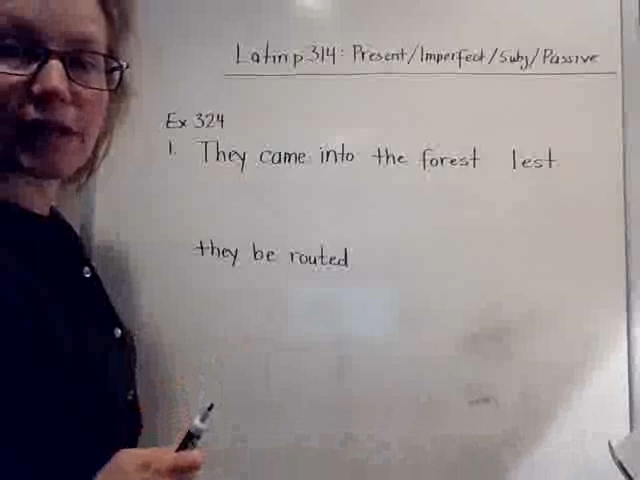 Latin p 314: Present/Imperfect/Subj/Passive
Ex 324
1. They came into the forest lest
they be routed